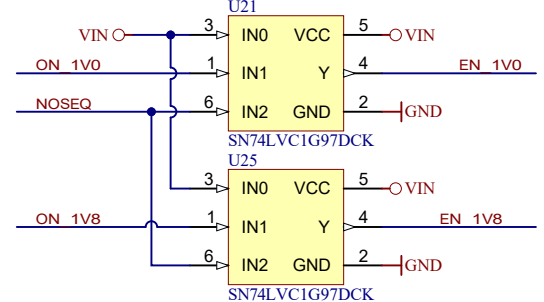 U21
VIN 3 IN0 VCC 5 VIN
ON_1V0 1 IN1 Y 4 EN_1V0
NOSEQ 6 IN2 GND 2 GND
SN74LVC1G97DCK
U25
3 IN0 VCC 5 VIN
ON_1V8 1 IN1 Y 4 EN_1V8
6 IN2 GND 2 GND
SN74LVC1G97DCK